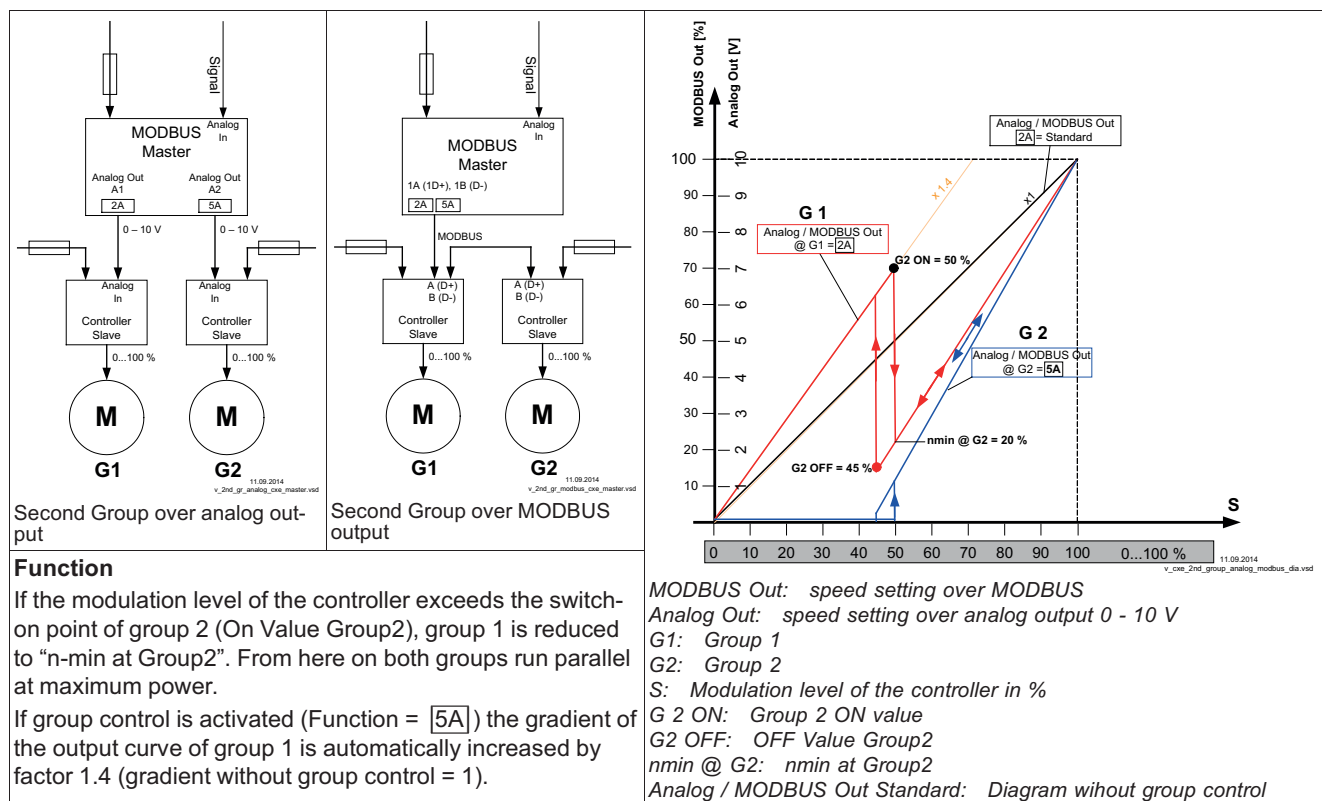 Signal
MODBUS
Master
Analog
In
Analog Out
A1
2A
Analog Out
A2
5A
0 – 10 V
0 – 10 V
Analog
In
Controller
Slave
Analog
In
Controller
Slave
0...100 %
0...100 %
M
M
G1
G2
11.09.2014
v_2nd_gr_analog_cxe_master.vsd
Second Group over analog out-
put
Signal
Analog
In
MODBUS
Master
1A (1D+), 1B (D-)
2A 5A
MODBUS
A (D+)
B (D-)
Controller
Slave
A (D+)
B (D-)
Controller
Slave
0...100 %
0...100 %
M
M
G1
G2
11.09.2014
v_2nd_gr_modbus_cxe_master.vsd
Second Group over MODBUS
output
Function
If the modulation level of the controller exceeds the switch-
on point of group 2 (On Value Group2), group 1 is reduced
to “n-min at Group2”. From here on both groups run parallel
at maximum power.
If group control is activated (Function = 5A) the gradient of
the output curve of group 1 is automatically increased by
factor 1.4 (gradient without group control = 1).
MODBUS Out [%]
Analog Out [V]
Analog / MODBUS Out
2A = Standard
100
10
x 1.4
x1
9
G 1
80
8
Analog / MODBUS Out
@ G1 = 2A
G2 ON = 50 %
70
7
6
50
5
G 2
Analog / MODBUS Out
@ G2 = 5A
40
4
30
3
20
2
nmin @ G2 = 20 %
G2 OFF = 45 %
10
1
S
0 10 20 30 40 50 60 70 80 90 100 0...100 %
11.09.2014
v_cxe_2nd_group_analog_modbus_dia.vsd
MODBUS Out: speed setting over MODBUS
Analog Out: speed setting over analog output 0 - 10 V
G1: Group 1
G2: Group 2
S: Modulation level of the controller in %
G 2 ON: Group 2 ON value
G2 OFF: OFF Value Group2
nmin @ G2: nmin at Group2
Analog / MODBUS Out Standard: Diagram wihout group control